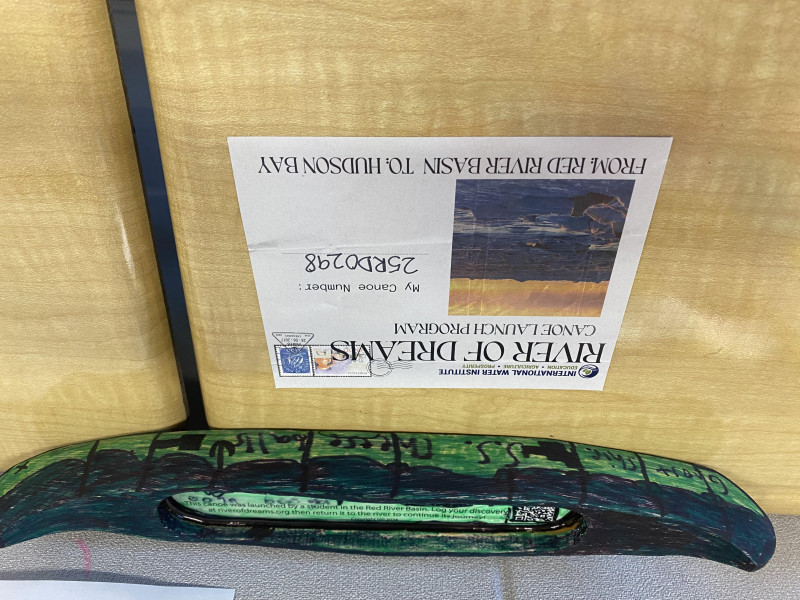 INTERNATIONAL WATER INSTITUTE
EDUCATION • AGRICULTURE • PROSPERITY
RIVER OF DREAMS
CANOE LAUNCH PROGRAM
My Canoe Number:
25RD0298
FROM. RED RIVER BASIN TO. HUDSON BAY
S.S. Cheese ball
This canoe was launched by a student in the Red River Basin. Log your discovery
at riverofdreams.org then return it to the river to continue its journey!